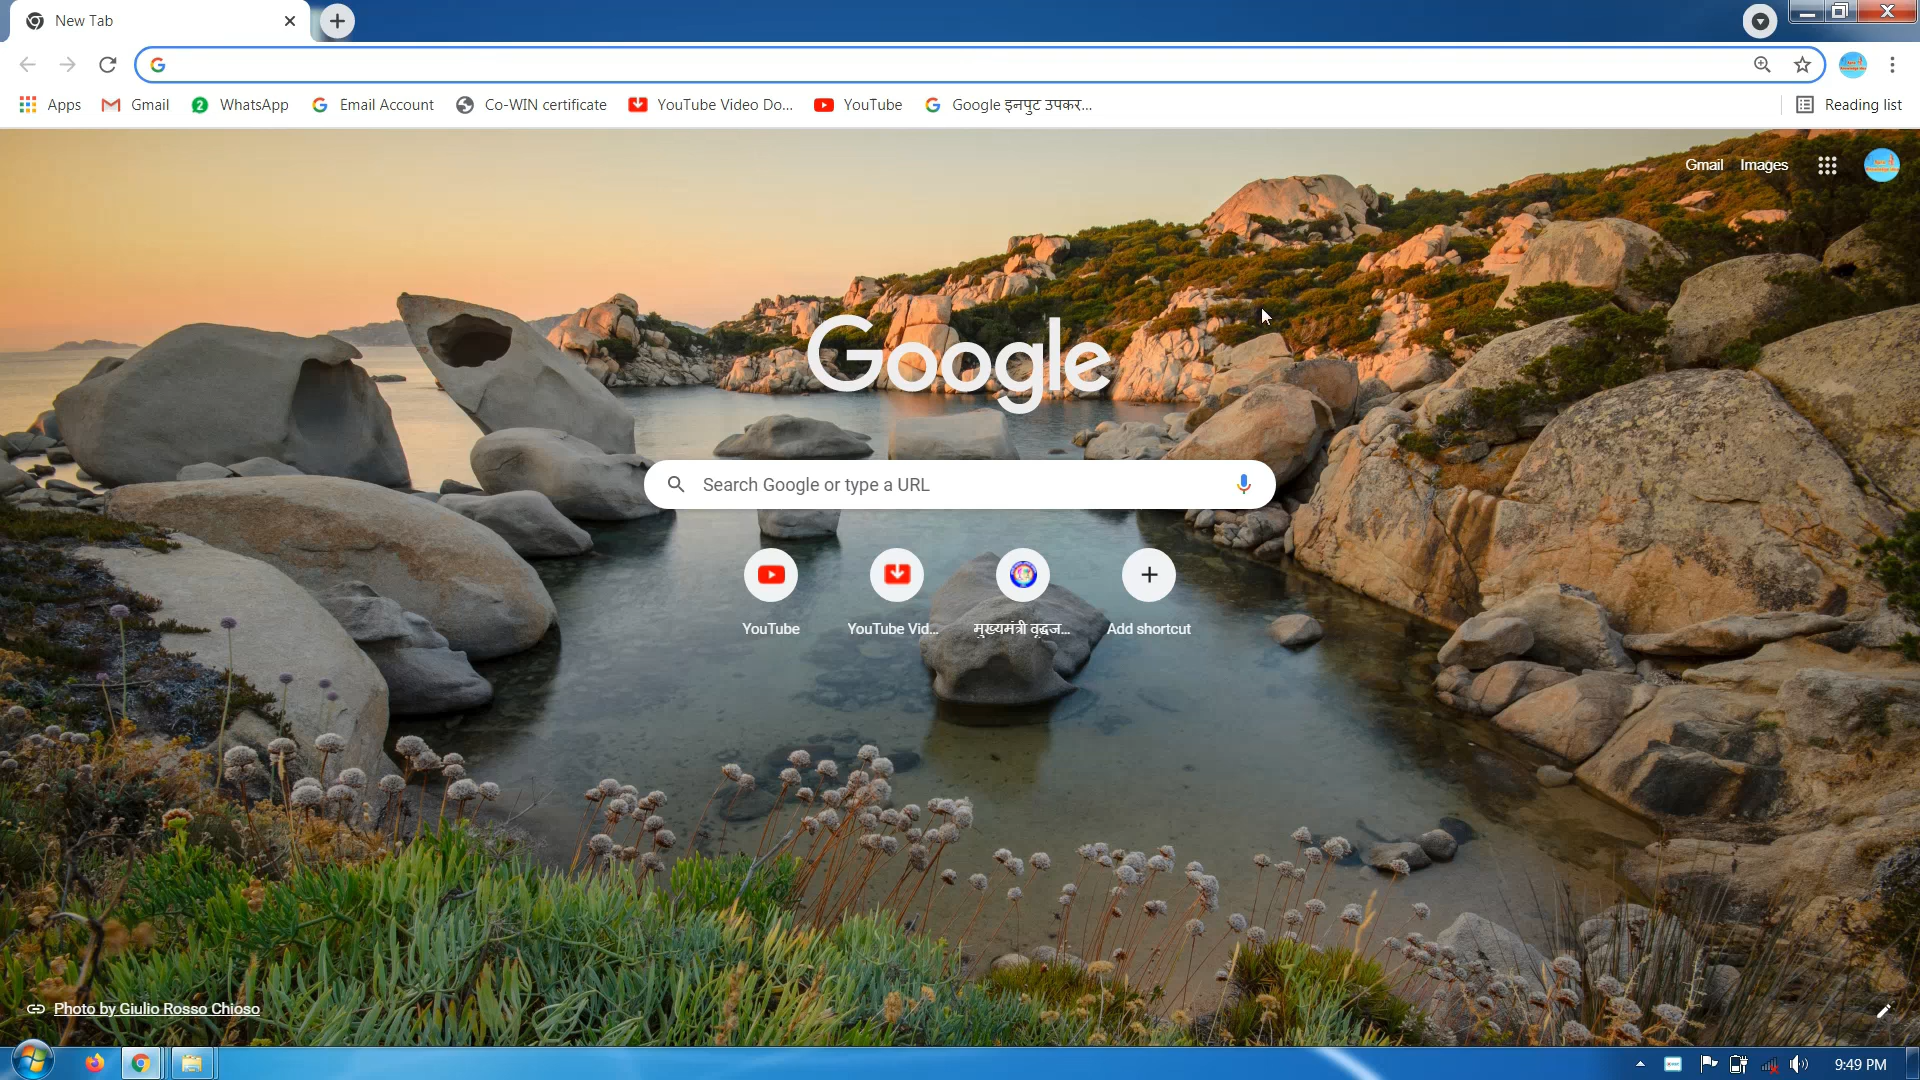 New Tab
Apps Gmail WhatsApp Email Account Co-WIN certificate YouTube Video Do... YouTube Google इनपुट उपकर... Reading list
Gmail Images
Google
Search Google or type a URL
YouTube YouTube Vid... मुख्यमंत्री वृद्धज... Add shortcut
Photo by Giulio Rosso Chioso
9:49 PM